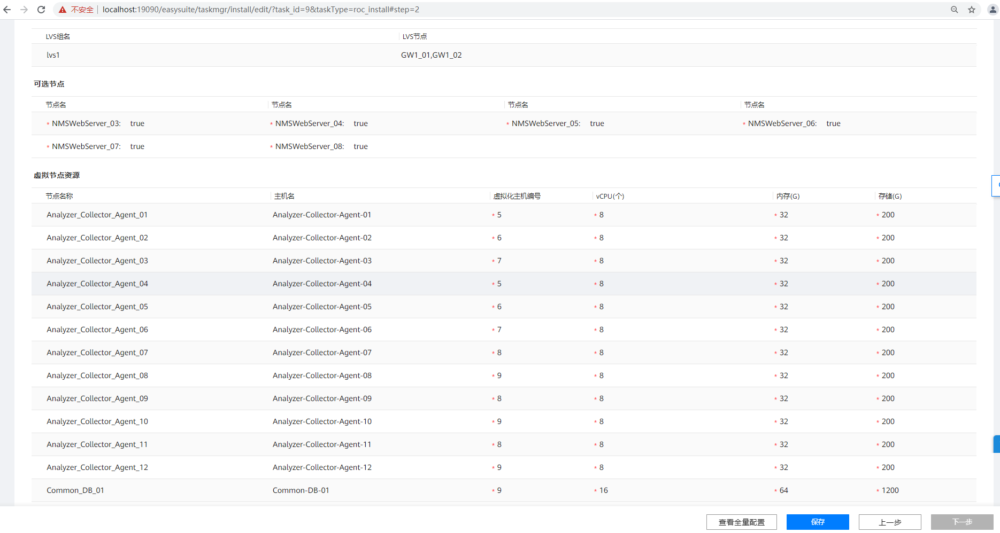 不安全 localhost:19090/easysuite/taskmgr/install/edit/?task_id=9&taskType=roc_install#step=2
LVS组名 LVS节点
lvs1 GW1_01,GW1_02
可选节点
节点名 节点名 节点名 节点名
* NMSWebServer_03: true * NMSWebServer_04: true * NMSWebServer_05: true * NMSWebServer_06: true
* NMSWebServer_07: true * NMSWebServer_08: true
虚拟节点资源
节点名称 主机名 虚拟化主机编号 vCPU(个) 内存(G) 存储(G)
Analyzer_Collector_Agent_01 Analyzer-Collector-Agent-01 * 5 * 8 * 32 * 200
Analyzer_Collector_Agent_02 Analyzer-Collector-Agent-02 * 6 * 8 * 32 * 200
Analyzer_Collector_Agent_03 Analyzer-Collector-Agent-03 * 7 * 8 * 32 * 200
Analyzer_Collector_Agent_04 Analyzer-Collector-Agent-04 * 5 * 8 * 32 * 200
Analyzer_Collector_Agent_05 Analyzer-Collector-Agent-05 * 6 * 8 * 32 * 200
Analyzer_Collector_Agent_06 Analyzer-Collector-Agent-06 * 7 * 8 * 32 * 200
Analyzer_Collector_Agent_07 Analyzer-Collector-Agent-07 * 8 * 8 * 32 * 200
Analyzer_Collector_Agent_08 Analyzer-Collector-Agent-08 * 9 * 8 * 32 * 200
Analyzer_Collector_Agent_09 Analyzer-Collector-Agent-09 * 8 * 8 * 32 * 200
Analyzer_Collector_Agent_10 Analyzer-Collector-Agent-10 * 9 * 8 * 32 * 200
Analyzer_Collector_Agent_11 Analyzer-Collector-Agent-11 * 8 * 8 * 32 * 200
Analyzer_Collector_Agent_12 Analyzer-Collector-Agent-12 * 9 * 8 * 32 * 200
Common_DB_01 Common-DB-01 * 9 * 16 * 64 * 1200
查看全量配置 保存 上一步 下一步